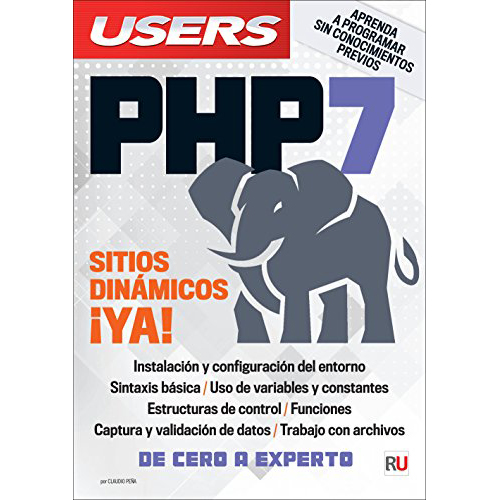 USERS
APRENDA
A PROGRAMAR
SIN CONOCIMIENTOS
PREVIOS
PHP7
SITIOS
DINÁMICOS
¡YA!
Instalación y configuración del entorno
Sintaxis básica / Uso de variables y constantes
Estructuras de control / Funciones
Captura y validación de datos / Trabajo con archivos
DE CERO A EXPERTO
por CLAUDIO PEÑA
RU